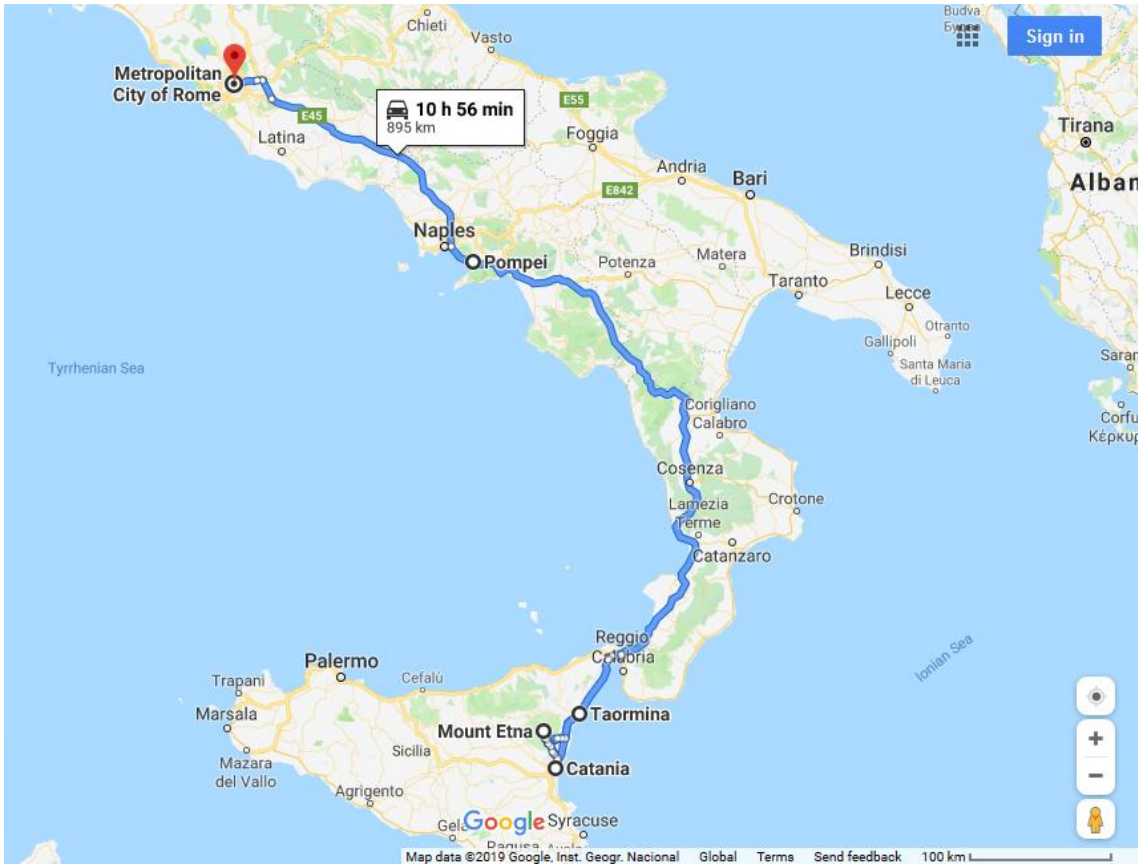 Budva
Будва
Sign in
Chieti
Vasto
Metropolitan
City of Rome
10 h 56 min
895 km
E45
E55
Latina
Foggia
Tirana
Andria
Bari
Alban
E842
Naples
Pompei
Potenza
Matera
Brindisi
Taranto
Lecce
Otranto
Gallipoli
Santa Maria
di Leuca
Saran
Tyrrhenian Sea
Corfu
Κέρκυρ
Corigliano
Calabro
Cosenza
Lamezia
Terme
Crotone
Catanzaro
Reggio
Calabria
Ionian Sea
Palermo
Cefalù
Trapani
Marsala
Taormina
Mount Etna
Sicilia
Mazara
del Vallo
Catania
Agrigento
Google
Gela
Syracuse
Ragusa
Map data ©2019 Google, Inst. Geogr. Nacional Global Terms Send feedback 100 km